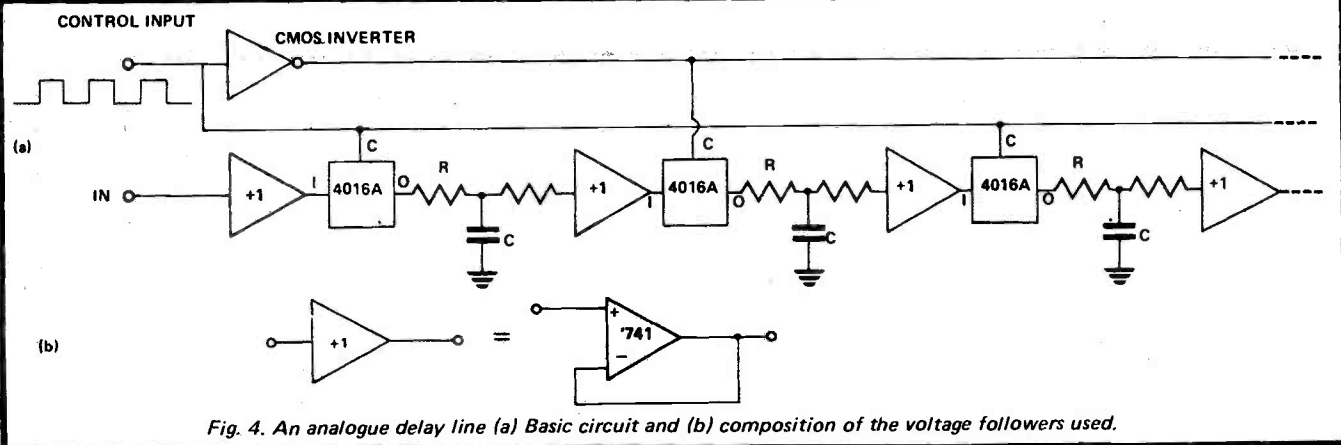 CONTROL INPUT
CMOS INVERTER
(a)
C
C
C
IN
+1
I
4016A
O
R
C
+1
I
4016A
O
R
C
+1
I
4016A
O
R
C
+1
(b)
+1
=
+
'741
−
Fig. 4. An analogue delay line (a) Basic circuit and (b) composition of the voltage followers used.